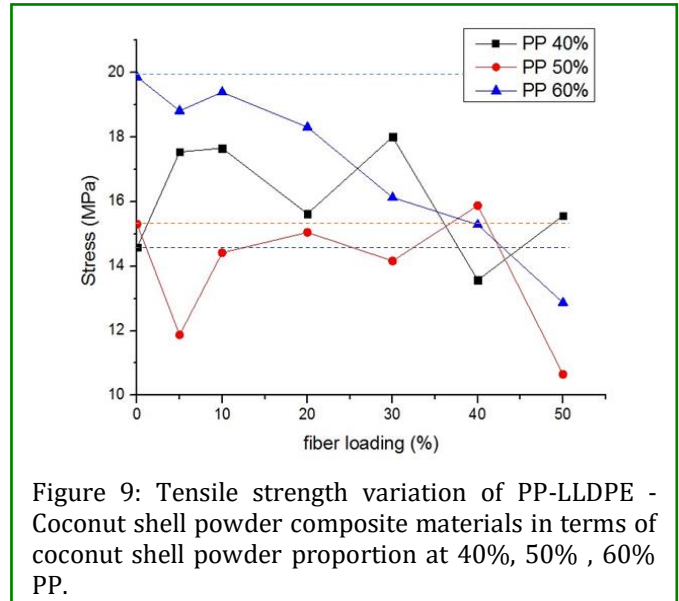 PP 40%
PP 50%
PP 60%
20
18
16
14
12
10
Stress (MPa)
0 10 20 30 40 50
fiber loading (%)
Figure 9: Tensile strength variation of PP-LLDPE -
Coconut shell powder composite materials in terms of
coconut shell powder proportion at 40%, 50% , 60%
PP.